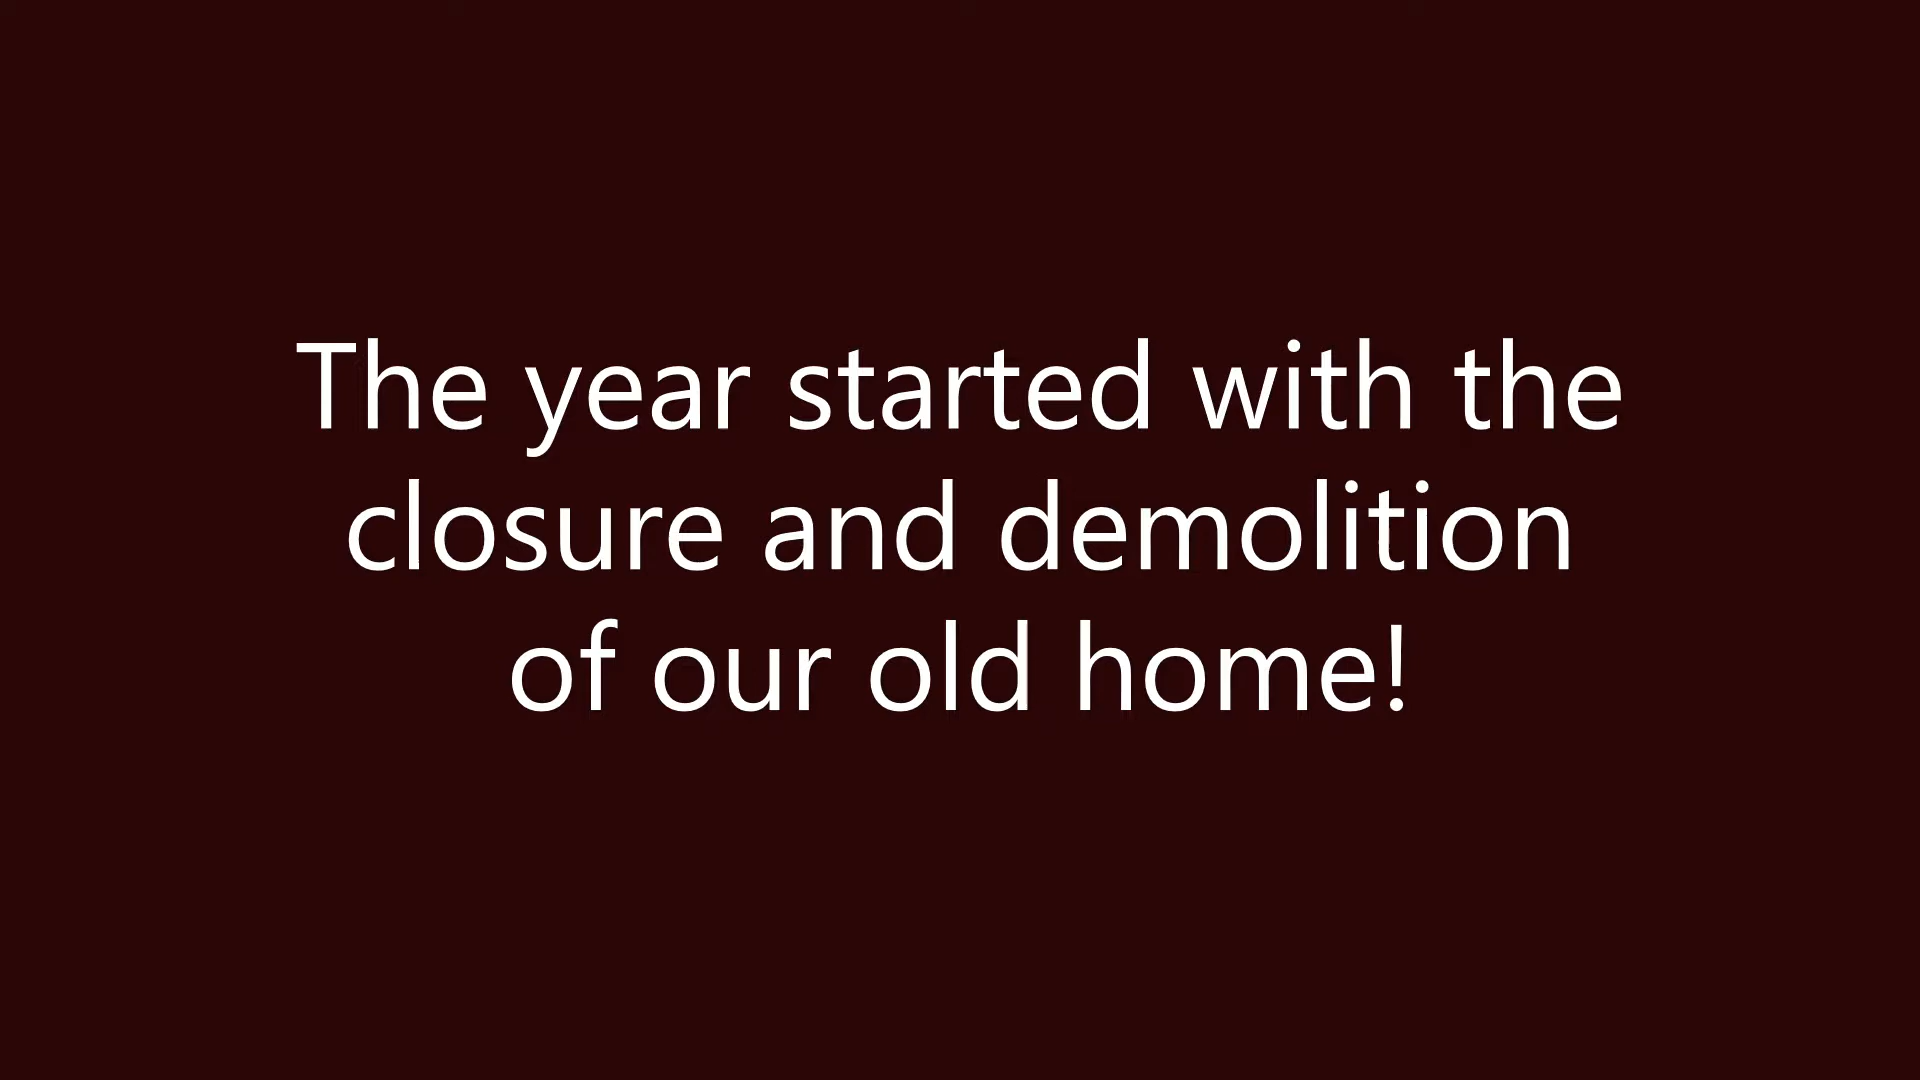 The year started with the
closure and demolition
of our old home!